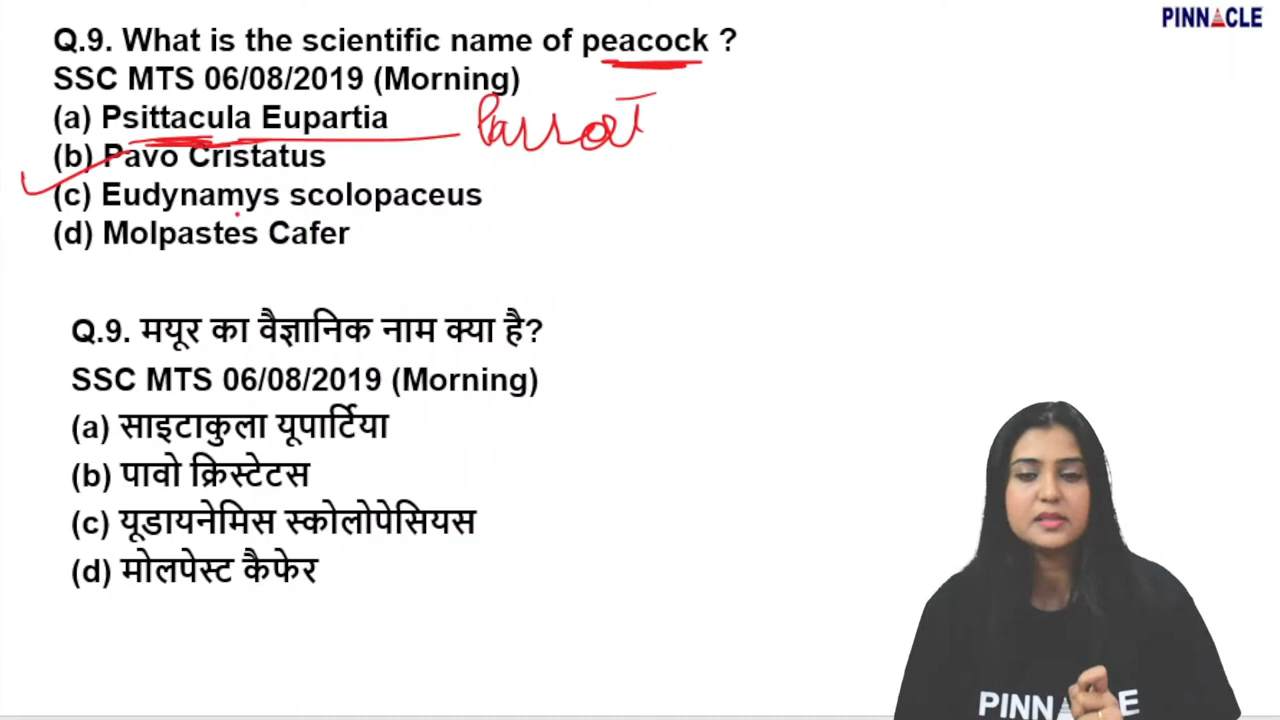 PINNACLE
Q.9. What is the scientific name of peacock ?
SSC MTS 06/08/2019 (Morning)
(a) Psittacula Eupartia Parrot
(b) Pavo Cristatus
(c) Eudynamys scolopaceus
(d) Molpastes Cafer
Q.9. मयूर का वैज्ञानिक नाम क्या है?
SSC MTS 06/08/2019 (Morning)
(a) साइटाकुला यूपार्टिया
(b) पावो क्रिस्टेटस
(c) यूडायनेमिस स्कोलोपेसियस
(d) मोलपेस्ट कैफेर
PINNACLE